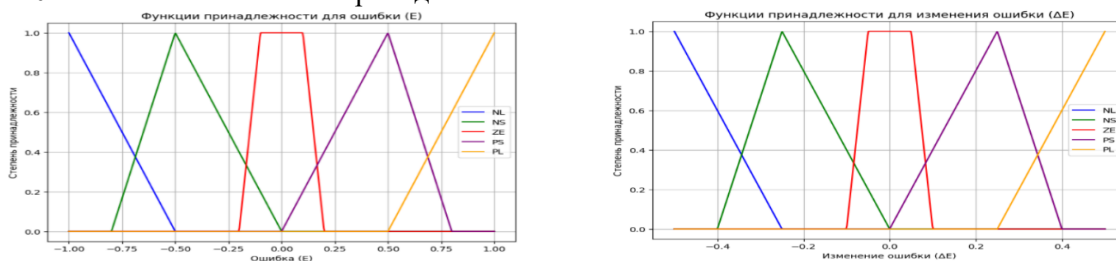 Функции принадлежности для ошибки (E)
Степень принадлежности
1.0
0.8
0.6
0.4
0.2
0.0
NL
NS
ZE
PS
PL
−1.00 −0.75 −0.50 −0.25 0.00 0.25 0.50 0.75 1.00
Ошибка (E)
Функции принадлежности для изменения ошибки (ΔE)
Степень принадлежности
1.0
0.8
0.6
0.4
0.2
0.0
NL
NS
ZE
PS
PL
−0.4 −0.2 0.0 0.2 0.4
Изменение ошибки (ΔE)